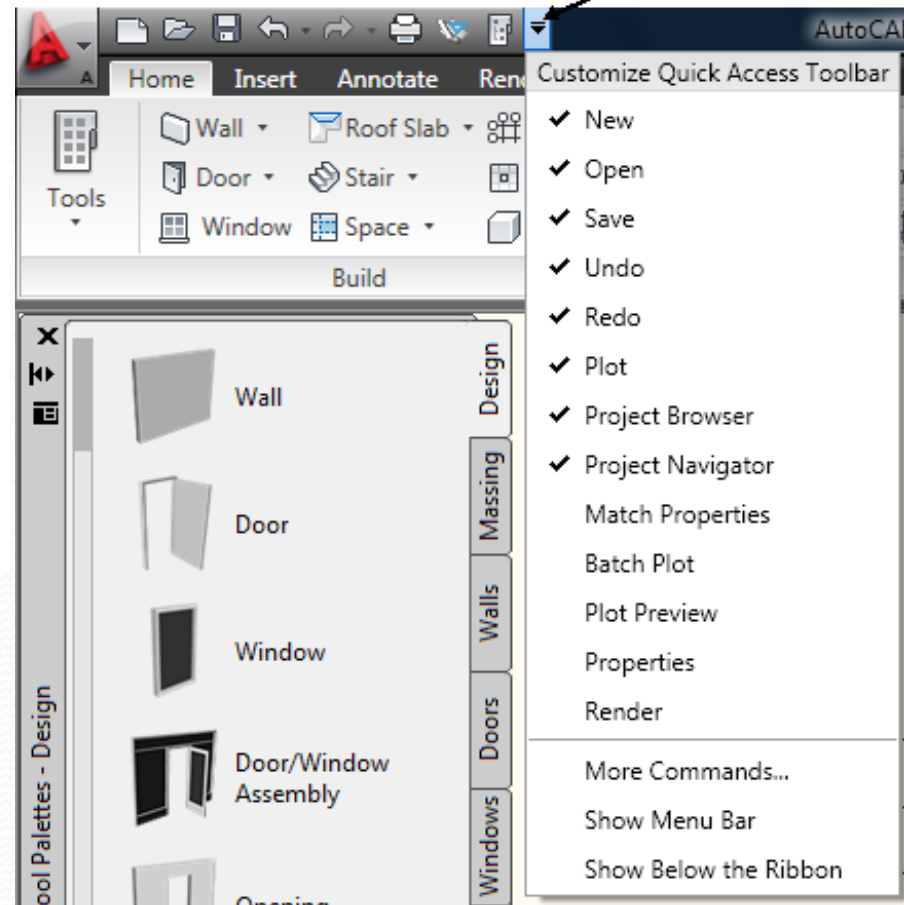 AutoCA
A
Home Insert Annotate Ren
Customize Quick Access Toolbar
Wall Roof Slab
Door Stair
Window Space
Tools
Build
New
Open
Save
Undo
Redo
Plot
Project Browser
Project Navigator
Match Properties
Batch Plot
Plot Preview
Properties
Render
More Commands...
Show Menu Bar
Show Below the Ribbon
Wall
Door
Window
Door/Window
Assembly
Opening
Design
Massing
Walls
Doors
Windows
ool Palettes - Design